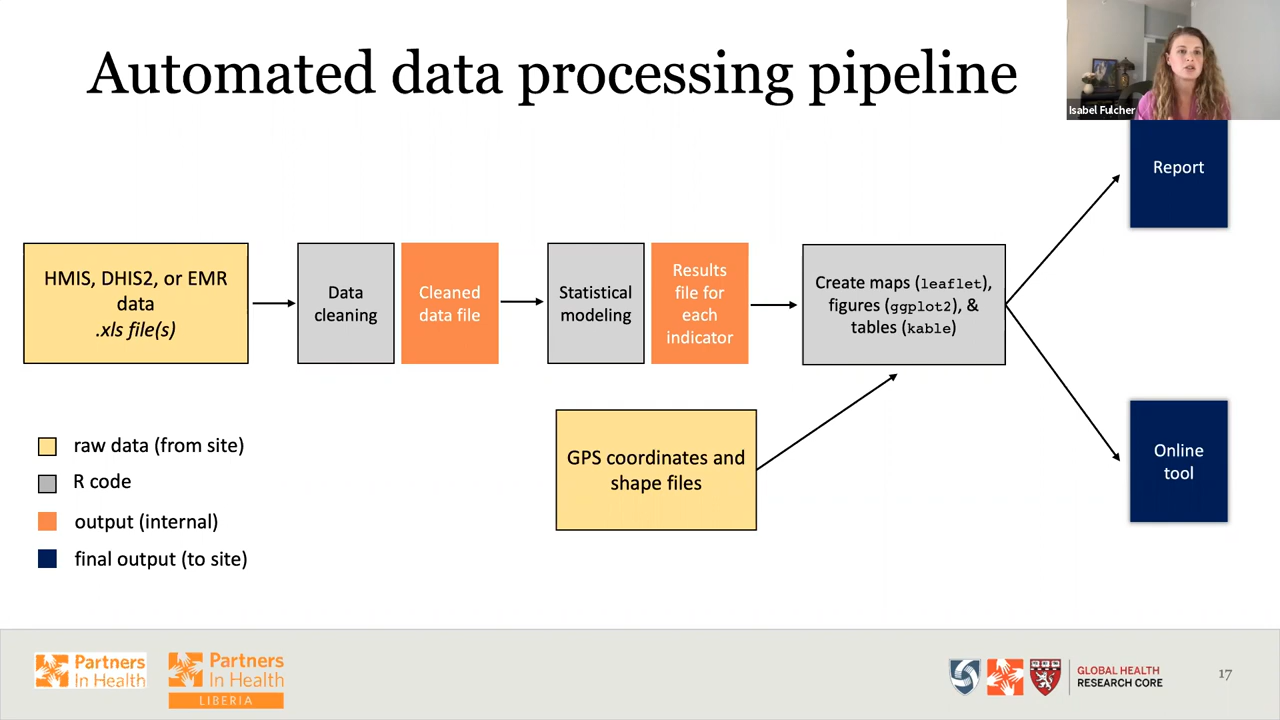 Automated data processing pipeline
Isabel Fulcher
Report
HMIS, DHIS2, or EMR
data
.xls file(s)
Data
cleaning
Cleaned
data file
Statistical
modeling
Results
file for
each
indicator
Create maps (leaflet),
figures (ggplot2), &
tables (kable)
GPS coordinates and
shape files
Online
tool
raw data (from site)
R code
output (internal)
final output (to site)
Partners
In Health
Partners
In Health
LIBERIA
GLOBAL HEALTH
RESEARCH CORE
17